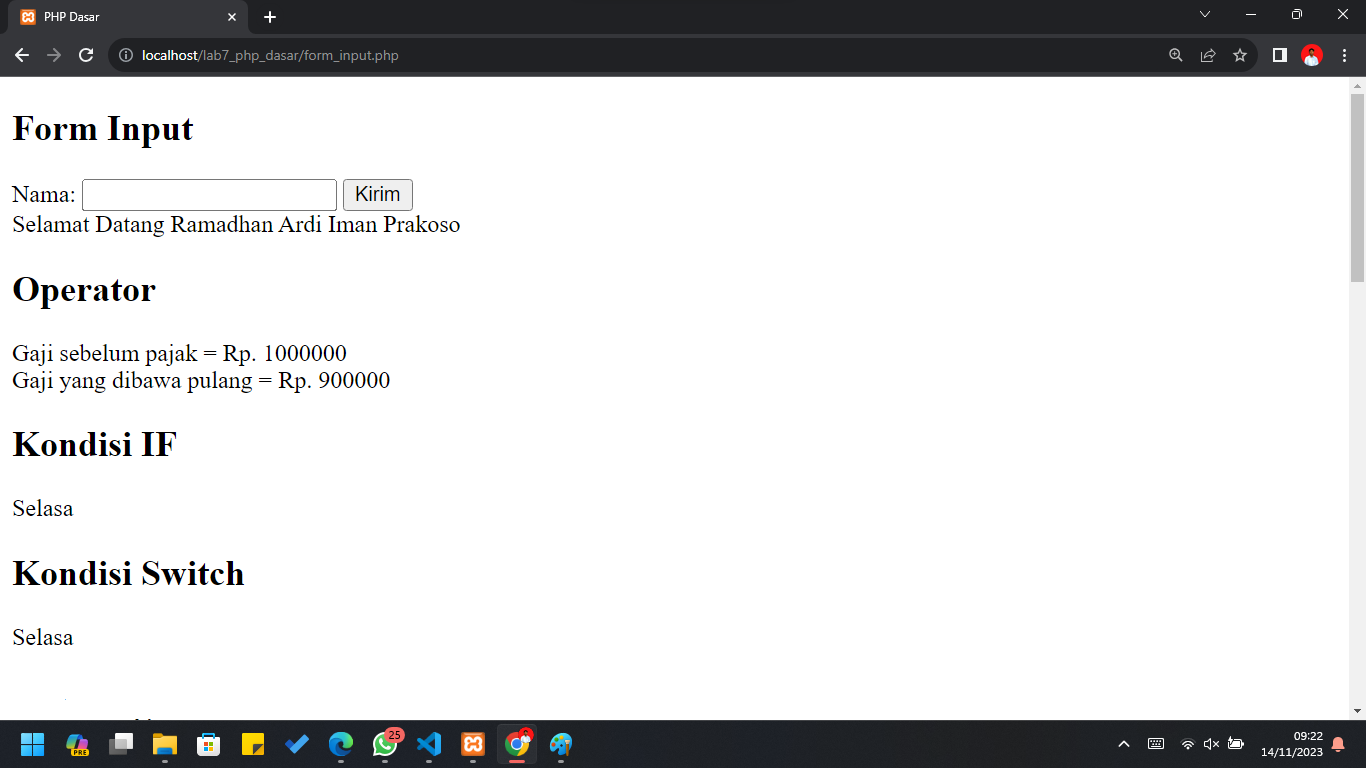 PHP Dasar
localhost/lab7_php_dasar/form_input.php
Form Input
Nama: Kirim
Selamat Datang Ramadhan Ardi Iman Prakoso
Operator
Gaji sebelum pajak = Rp. 1000000
Gaji yang dibawa pulang = Rp. 900000
Kondisi IF
Selasa
Kondisi Switch
Selasa
PRE
25
09:22
14/11/2023